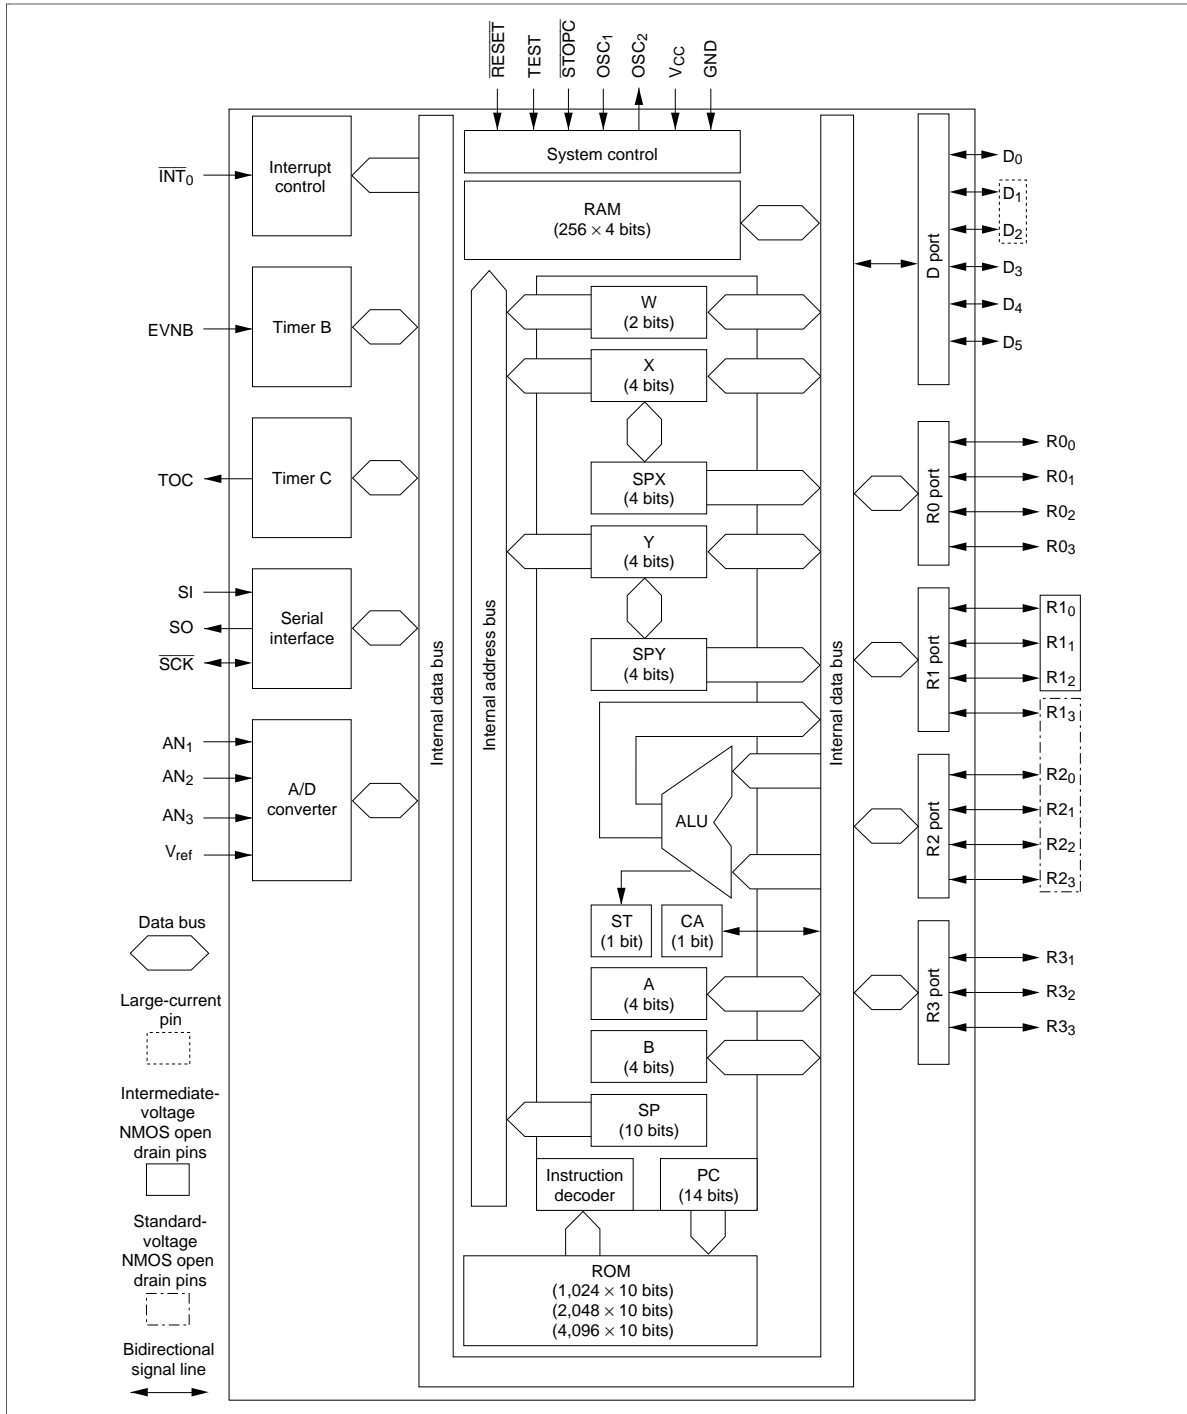 RESET
TEST
STOPC
OSC1
OSC2
VCC
GND
System control
RAM
(256 × 4 bits)
INT0
Interrupt
control
EVNB
Timer B
TOC
Timer C
SI
SO
SCK
Serial
interface
AN1
AN2
AN3
Vref
A/D
converter
Internal data bus
Internal address bus
W
(2 bits)
X
(4 bits)
SPX
(4 bits)
Y
(4 bits)
SPY
(4 bits)
ALU
ST
(1 bit)
CA
(1 bit)
A
(4 bits)
B
(4 bits)
SP
(10 bits)
Instruction
decoder
PC
(14 bits)
ROM
(1,024 × 10 bits)
(2,048 × 10 bits)
(4,096 × 10 bits)
Internal data bus
D port
D0
D1
D2
D3
D4
D5
R0 port
R00
R01
R02
R03
R1 port
R10
R11
R12
R13
R2 port
R20
R21
R22
R23
R3 port
R31
R32
R33
Data bus
Large-current
pin
Intermediate-
voltage
NMOS open
drain pins
Standard-
voltage
NMOS open
drain pins
Bidirectional
signal line